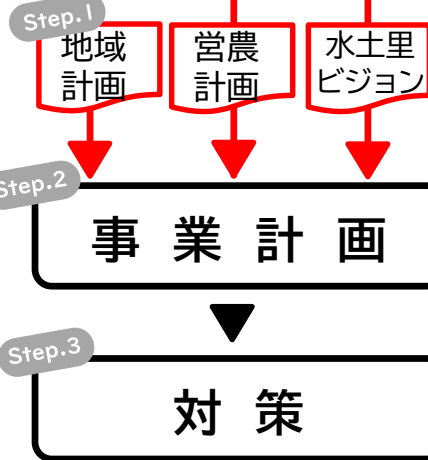 Step.1
地域
計画
営農
計画
水土里
ビジョン
Step.2
事業計画
Step.3
対策